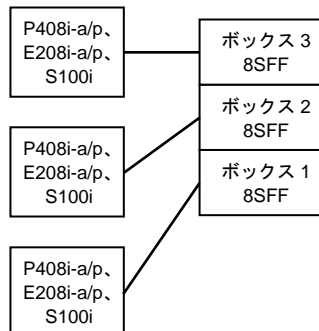 P408i-a/p、
E208i-a/p、
S100i
ボックス 3
8SFF
ボックス 2
8SFF
ボックス 1
8SFF
P408i-a/p、
E208i-a/p、
S100i
P408i-a/p、
E208i-a/p、
S100i